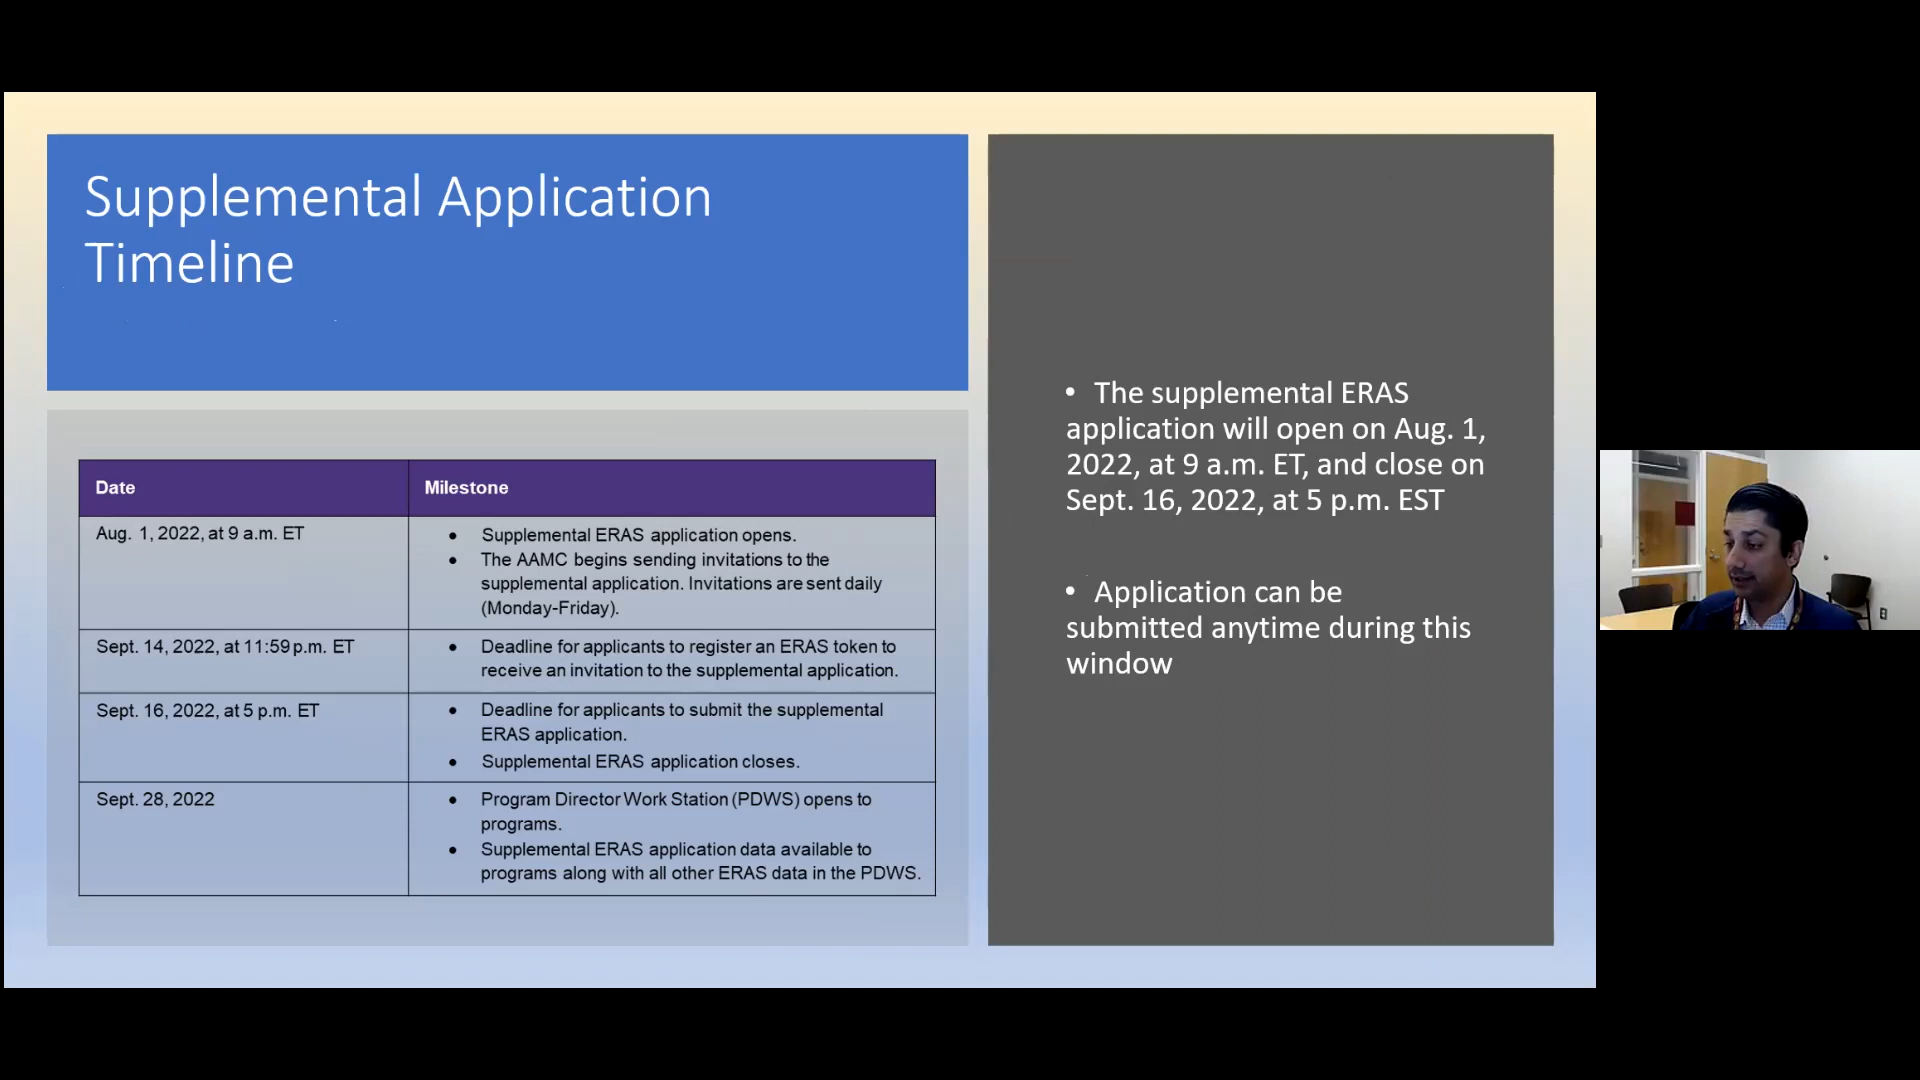 Supplemental Application
Timeline
Date
Milestone
Aug. 1, 2022, at 9 a.m. ET
• Supplemental ERAS application opens.
• The AAMC begins sending invitations to the
supplemental application. Invitations are sent daily
(Monday-Friday).
Sept. 14, 2022, at 11:59 p.m. ET
• Deadline for applicants to register an ERAS token to
receive an invitation to the supplemental application.
Sept. 16, 2022, at 5 p.m. ET
• Deadline for applicants to submit the supplemental
ERAS application.
• Supplemental ERAS application closes.
Sept. 28, 2022
• Program Director Work Station (PDWS) opens to
programs.
• Supplemental ERAS application data available to
programs along with all other ERAS data in the PDWS.
• The supplemental ERAS
application will open on Aug. 1,
2022, at 9 a.m. ET, and close on
Sept. 16, 2022, at 5 p.m. EST
• Application can be
submitted anytime during this
window